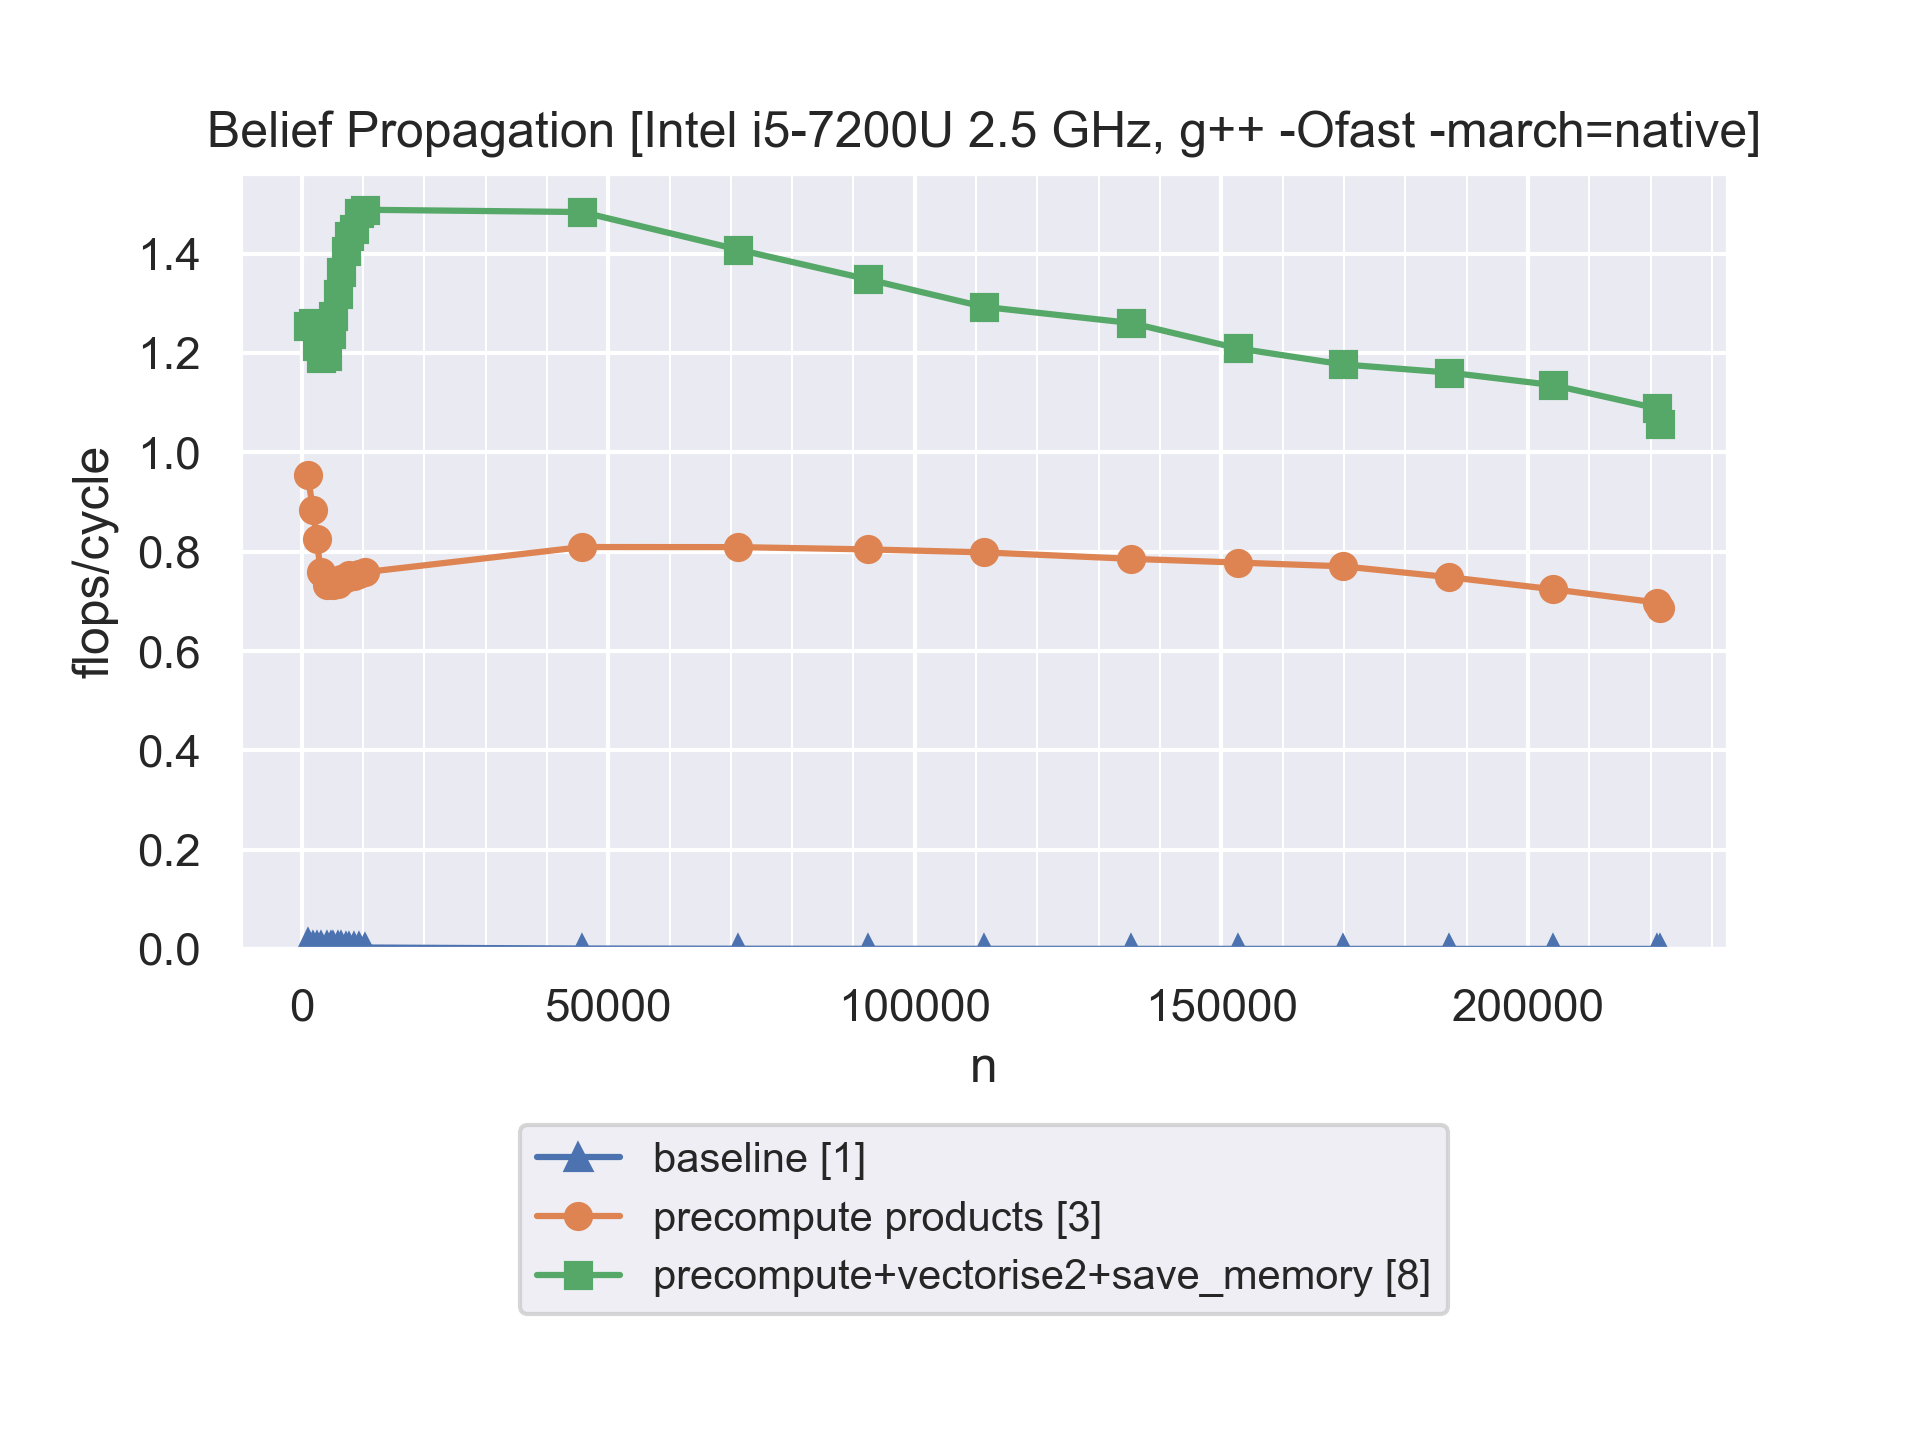 Belief Propagation [Intel i5-7200U 2.5 GHz, g++ -Ofast -march=native]
flops/cycle
1.4
1.2
1.0
0.8
0.6
0.4
0.2
0.0
0 50000 100000 150000 200000
n
baseline [1]
precompute products [3]
precompute+vectorise2+save_memory [8]